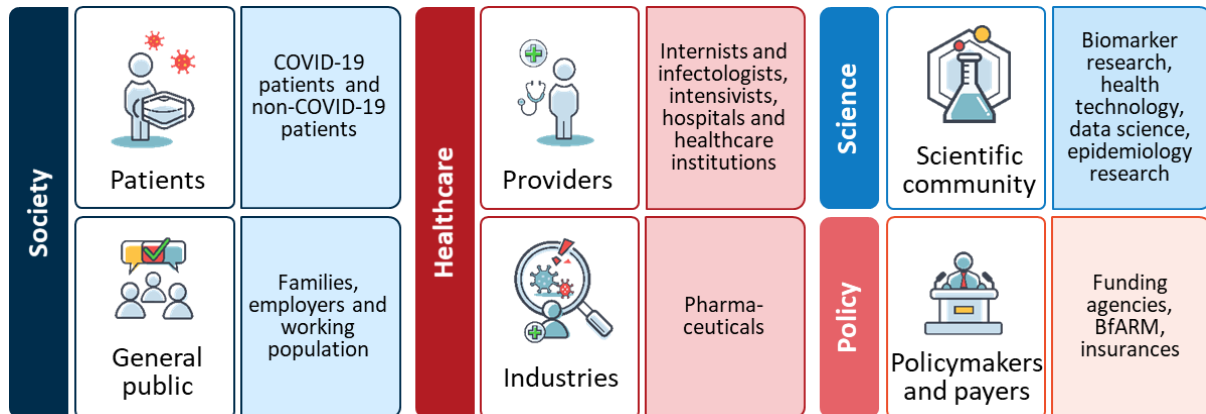 Society
Patients
COVID-19
patients and
non-COVID-19
patients
General
public
Families,
employers and
working
population
Healthcare
Providers
Internists and
infectologists,
intensivists,
hospitals and
healthcare
institutions
Industries
Pharma-
ceuticals
Science
Scientific
community
Biomarker
research,
health
technology,
data science,
epidemiology
research
Policy
Policymakers
and payers
Funding
agencies,
BfARM,
insurances